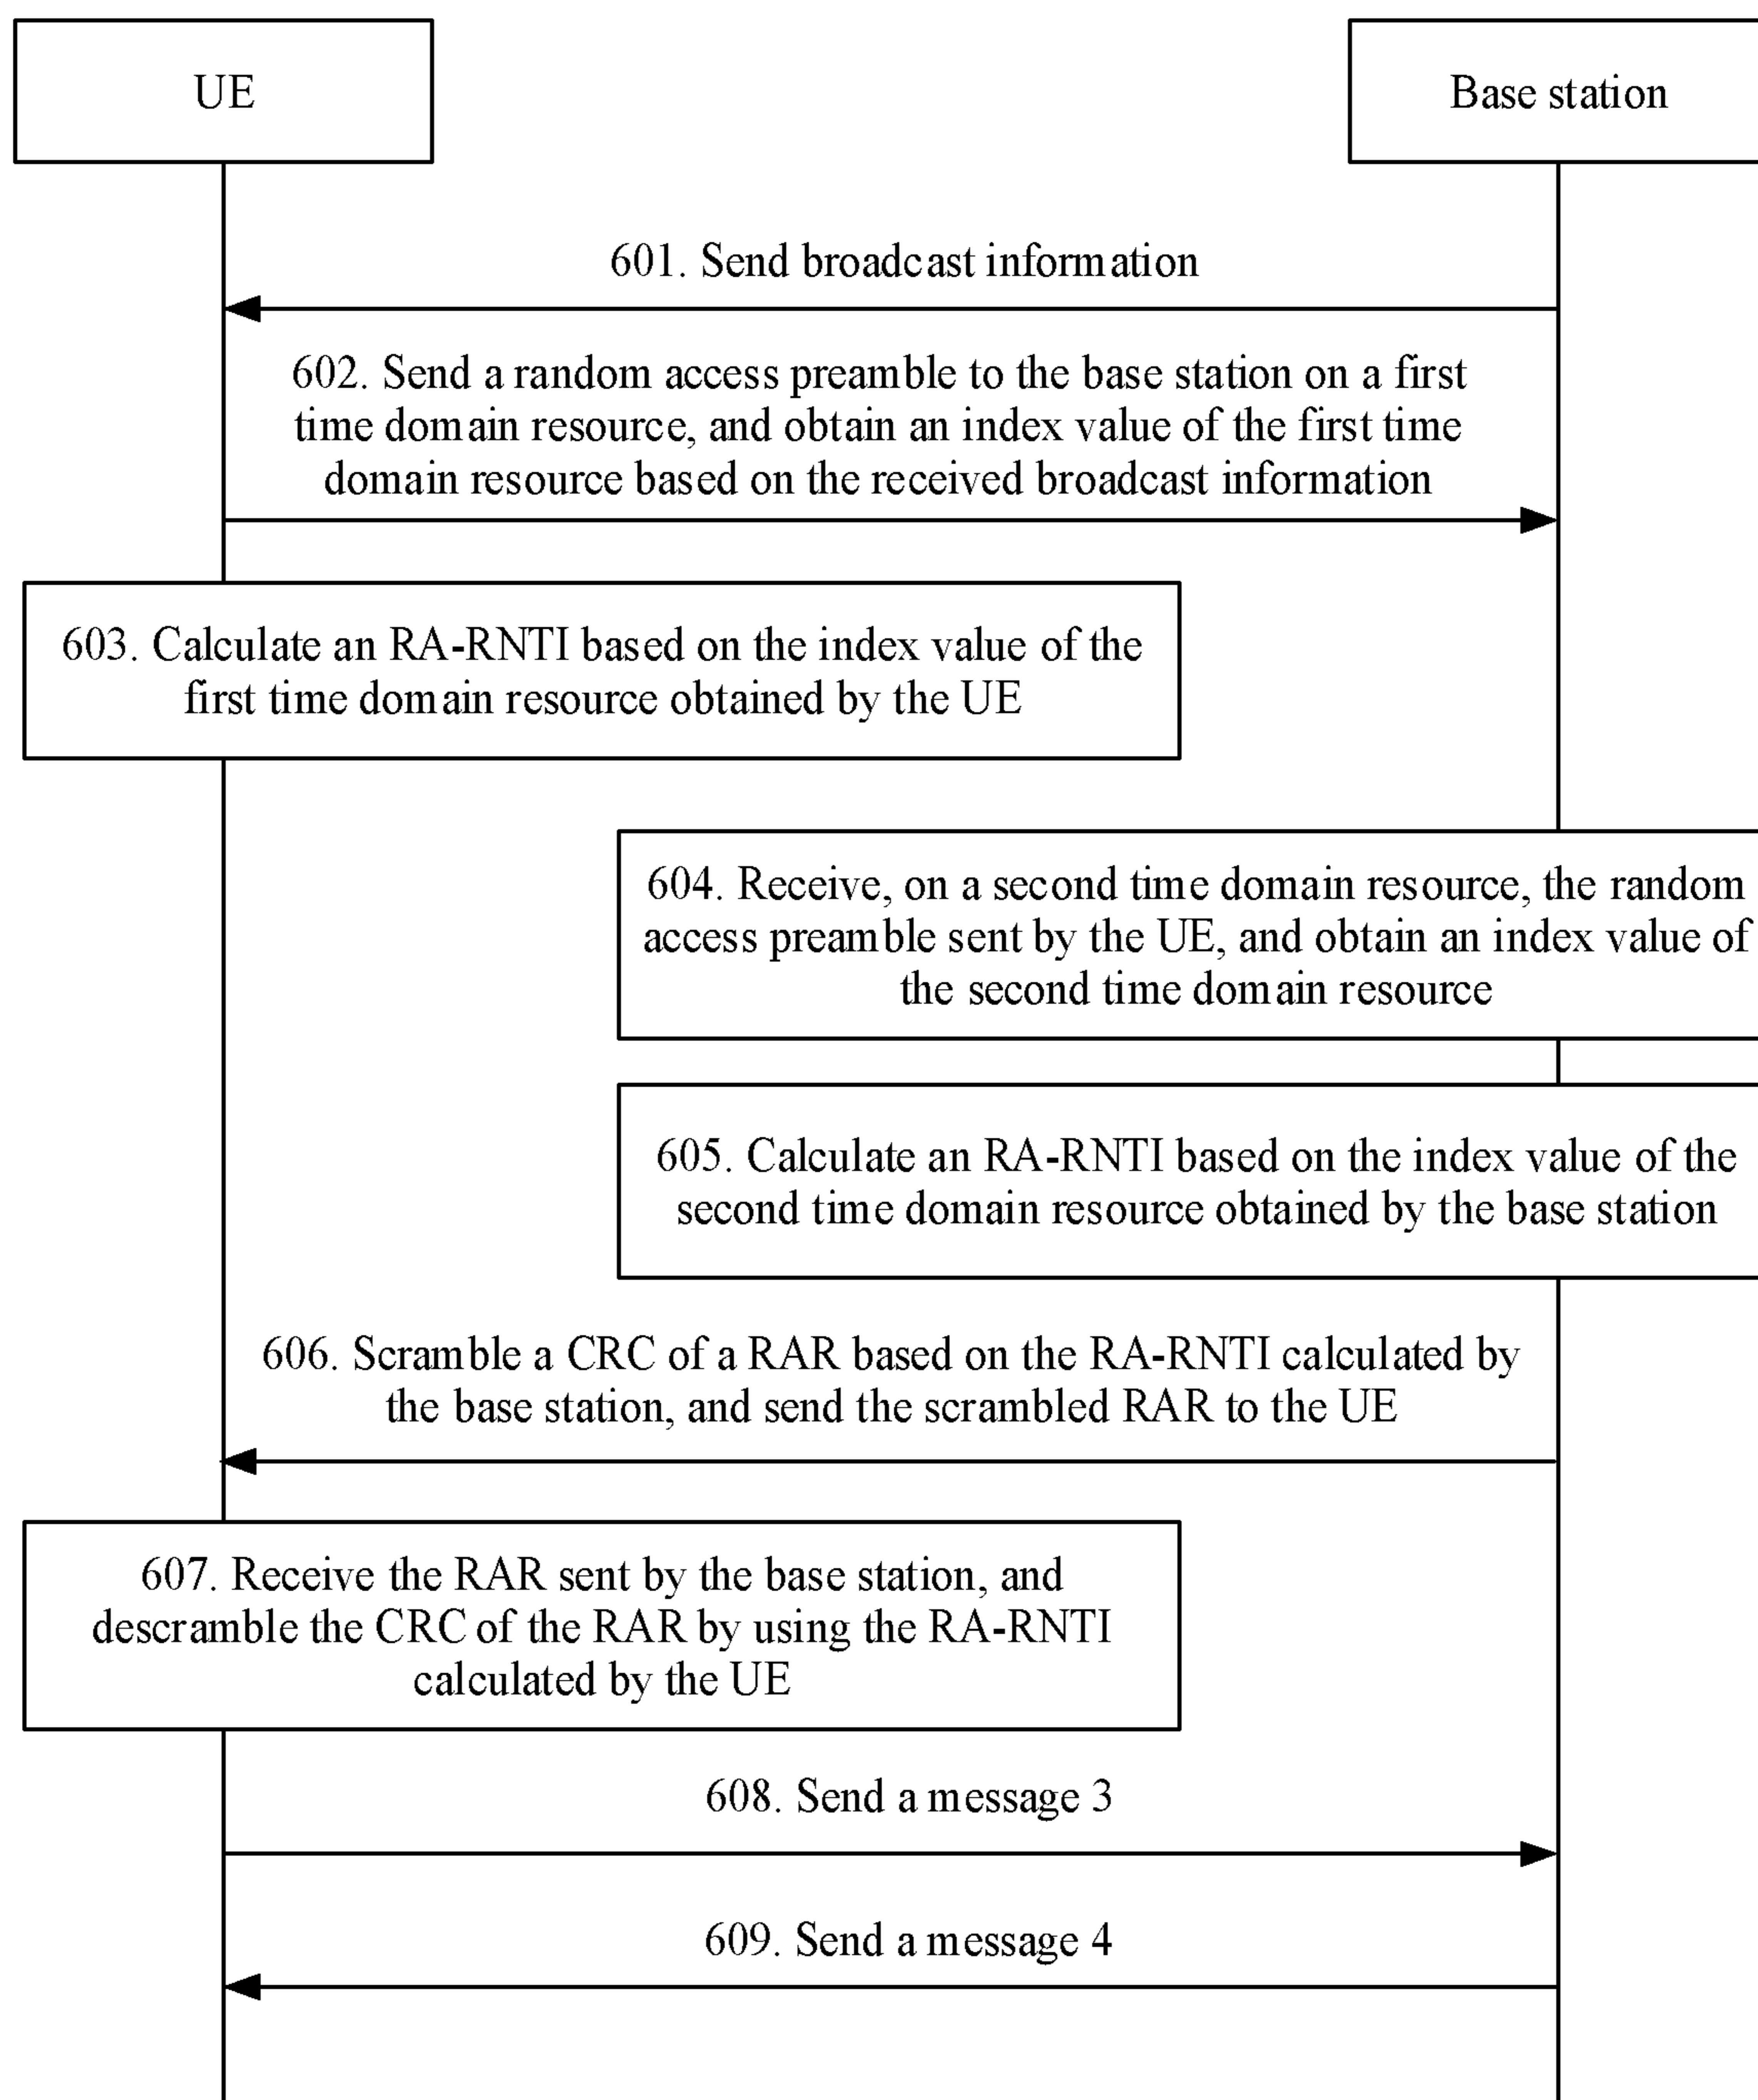 UE
Base station
601. Send broadcast information
602. Send a random access preamble to the base station on a first
time domain resource, and obtain an index value of the first time
domain resource based on the received broadcast information
603. Calculate an RA-RNTI based on the index value of the
first time domain resource obtained by the UE
604. Receive, on a second time domain resource, the random
access preamble sent by the UE, and obtain an index value of
the second time domain resource
605. Calculate an RA-RNTI based on the index value of the
second time domain resource obtained by the base station
606. Scramble a CRC of a RAR based on the RA-RNTI calculated by
the base station, and send the scrambled RAR to the UE
607. Receive the RAR sent by the base station, and
descramble the CRC of the RAR by using the RA-RNTI
calculated by the UE
608. Send a message 3
609. Send a message 4